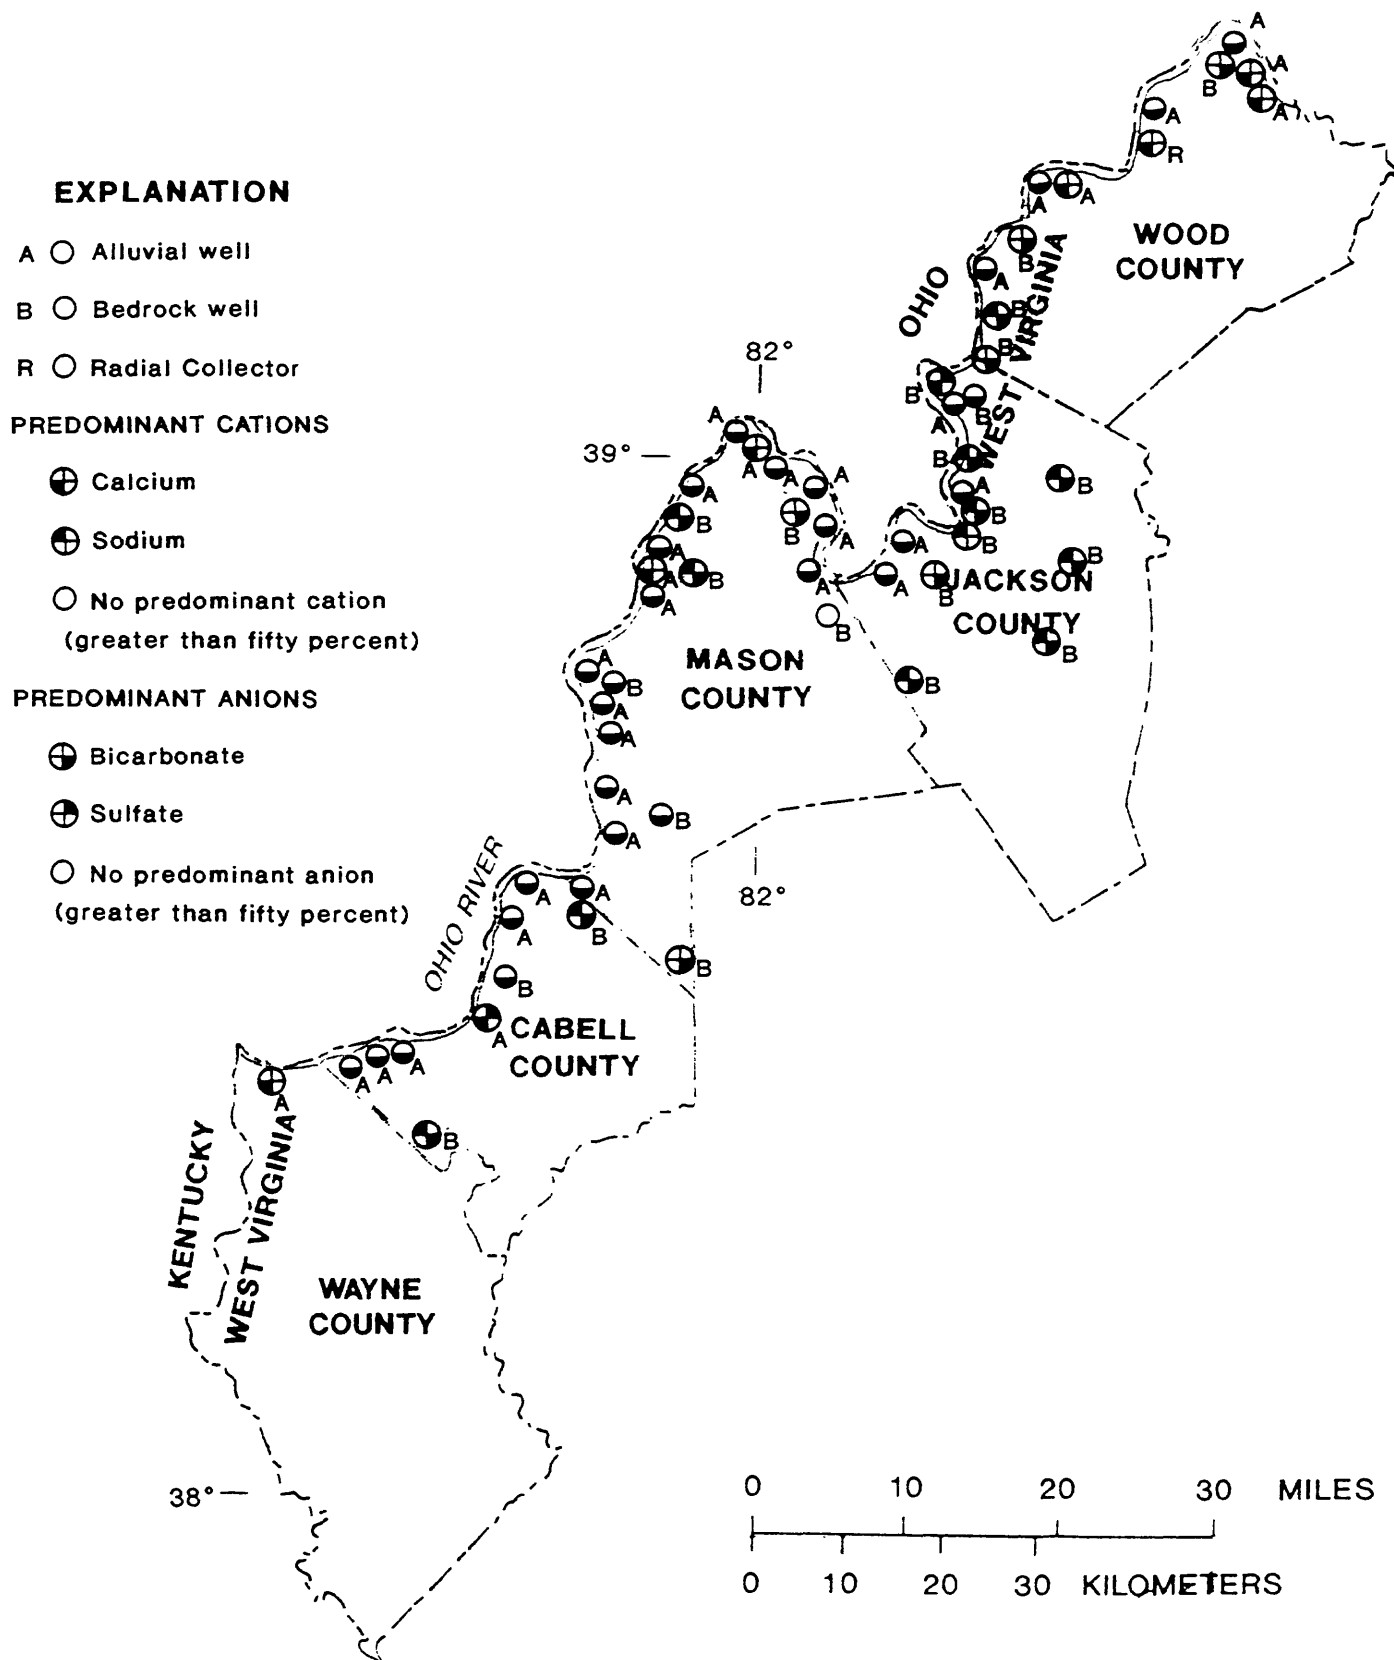 EXPLANATION
A Alluvial well
B Bedrock well
R Radial Collector
PREDOMINANT CATIONS
Calcium
Sodium
No predominant cation
(greater than fifty percent)
PREDOMINANT ANIONS
Bicarbonate
Sulfate
No predominant anion
(greater than fifty percent)
A
A
B
A
A
R
A
A
WOOD
COUNTY
B
A
B
B
OHIO
WEST VIRGINIA
B
B
A
B
A
B
B
B
B
B
A
A
B
JACKSON
COUNTY
B
B
82°
39°
A
A
A
A
A
B
B
A
A
B
A
A
A
B
MASON
COUNTY
A
B
A
A
A
B
A
82°
OHIO RIVER
A
A
A
B
B
B
A
CABELL
COUNTY
A
A
A
A
B
KENTUCKY
WEST VIRGINIA
WAYNE
COUNTY
38°
0 10 20 30 MILES
0 10 20 30 KILOMETERS